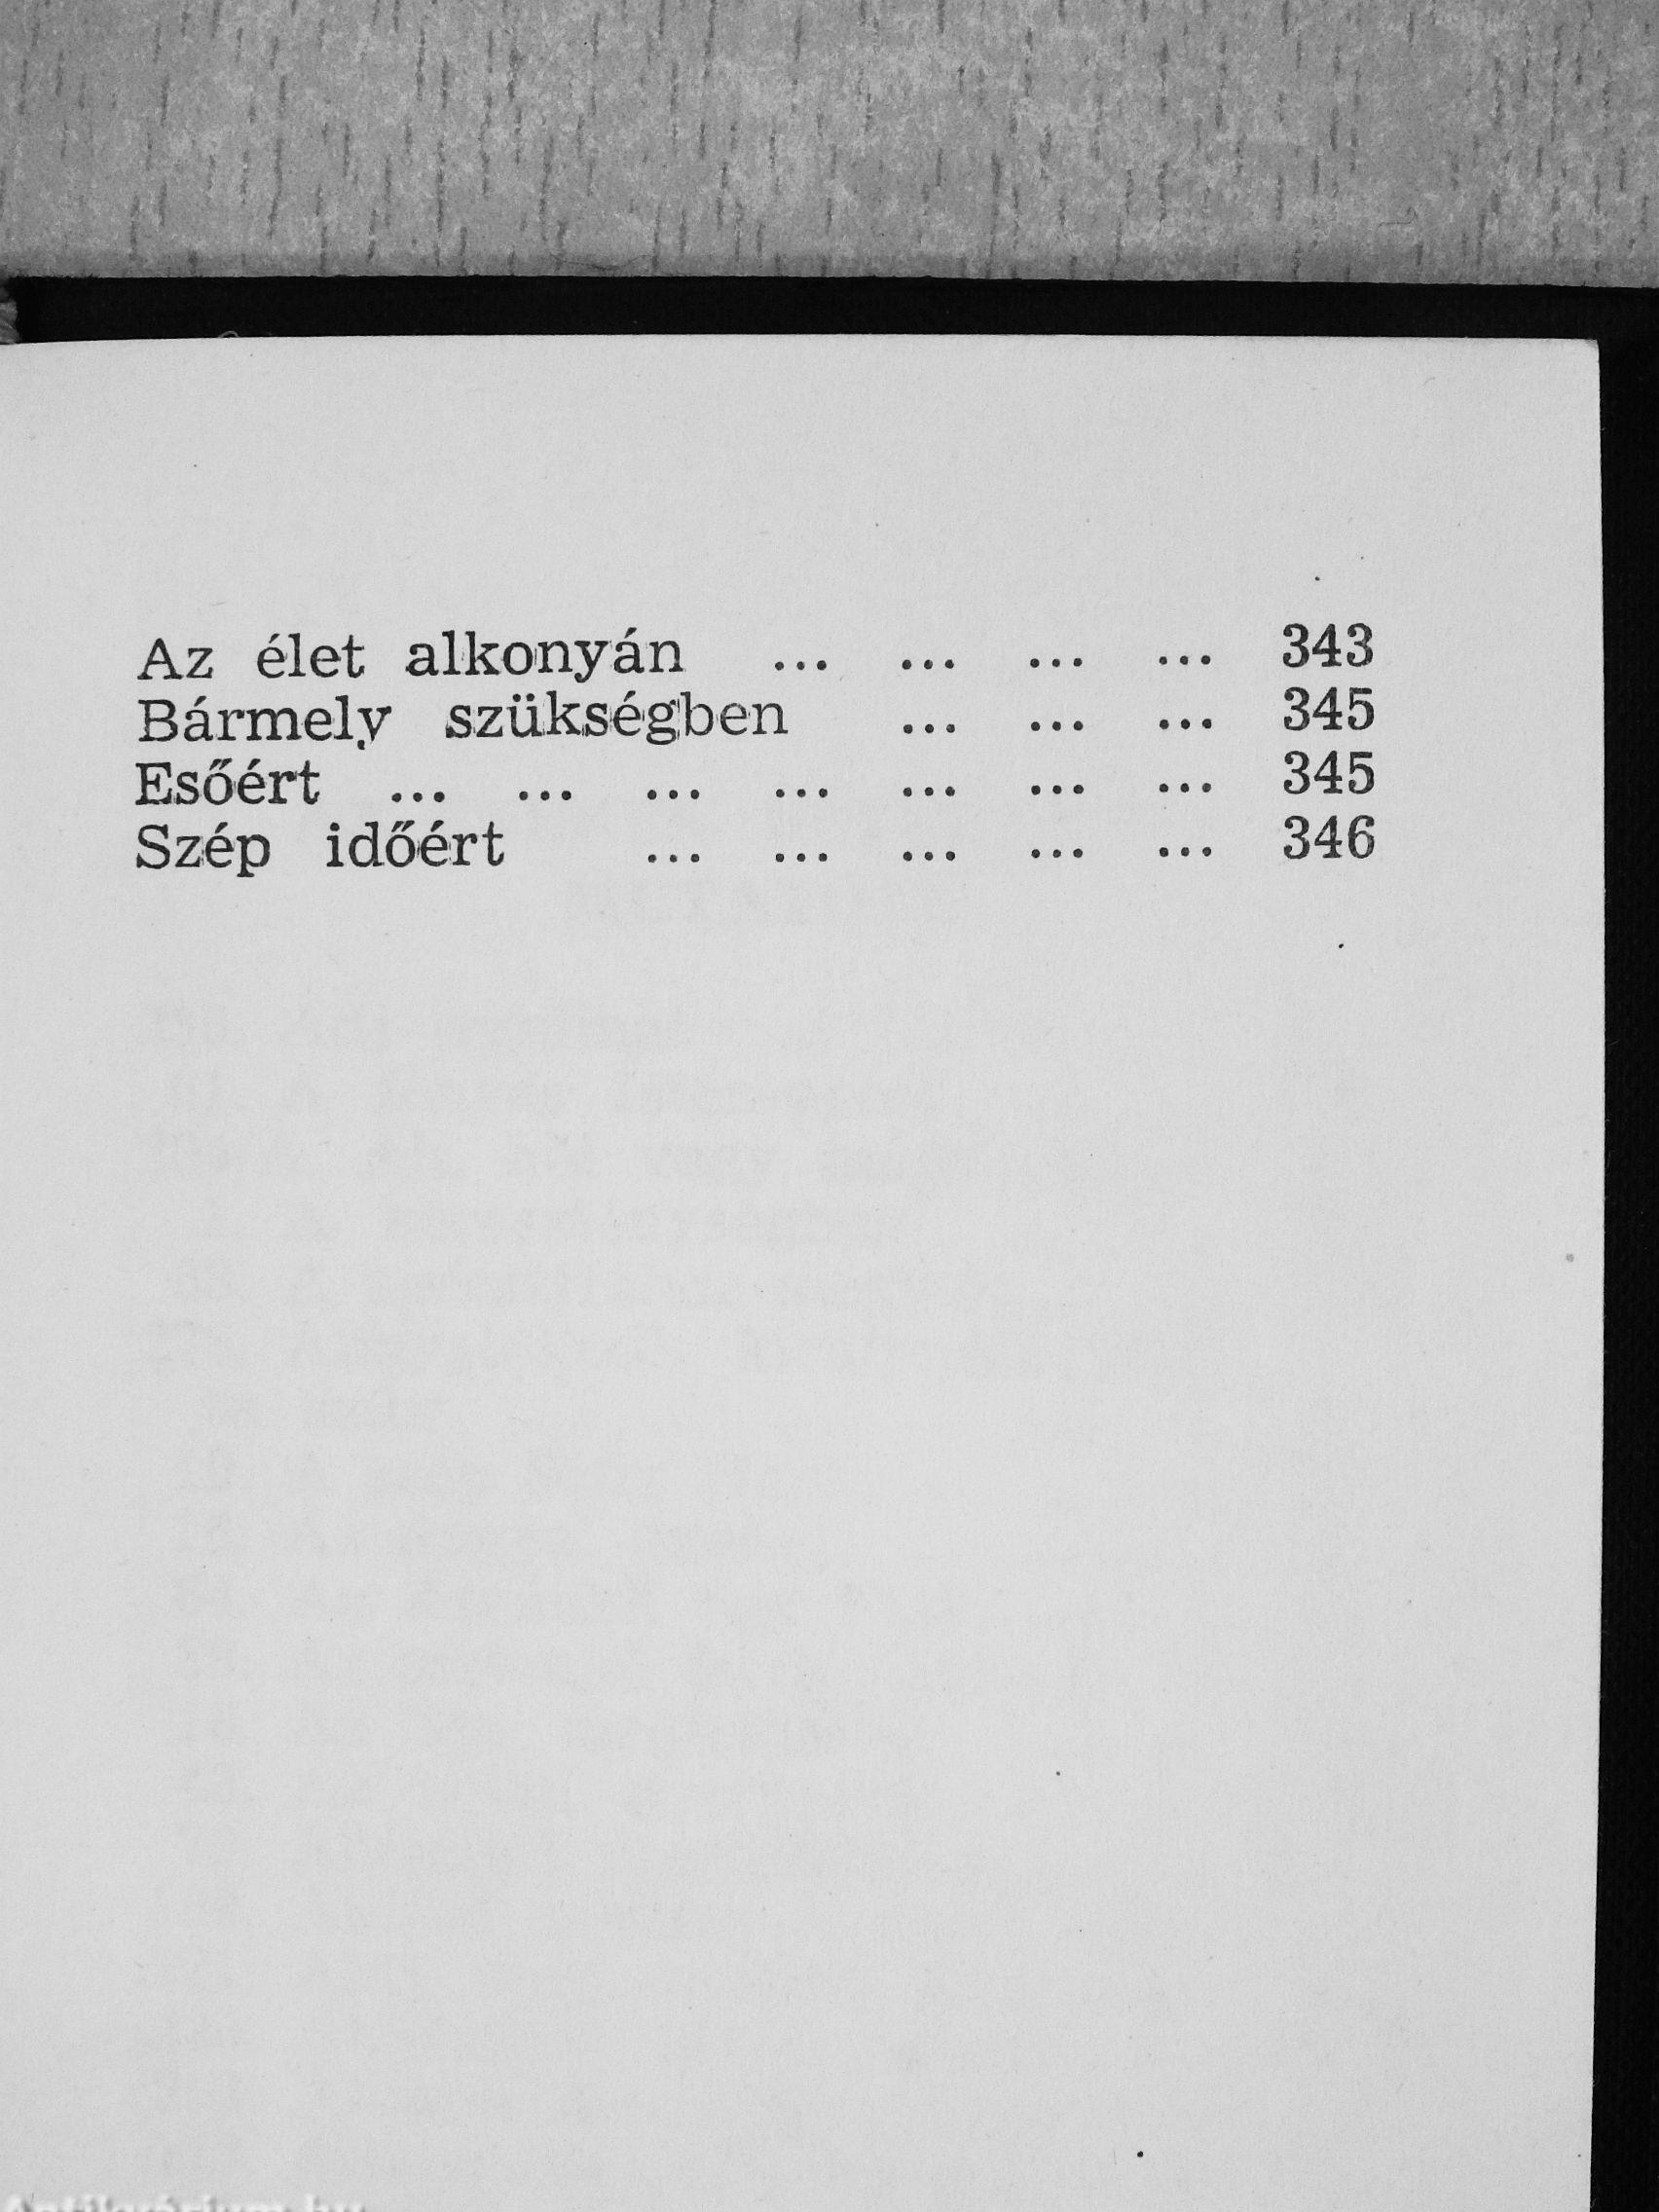 Az élet alkonyán ... ... ... ... 343
Bármely szükségben ... ... ... 345
Esőért ... ... ... ... ... ... ... 345
Szép időért ... ... ... ... ... 346